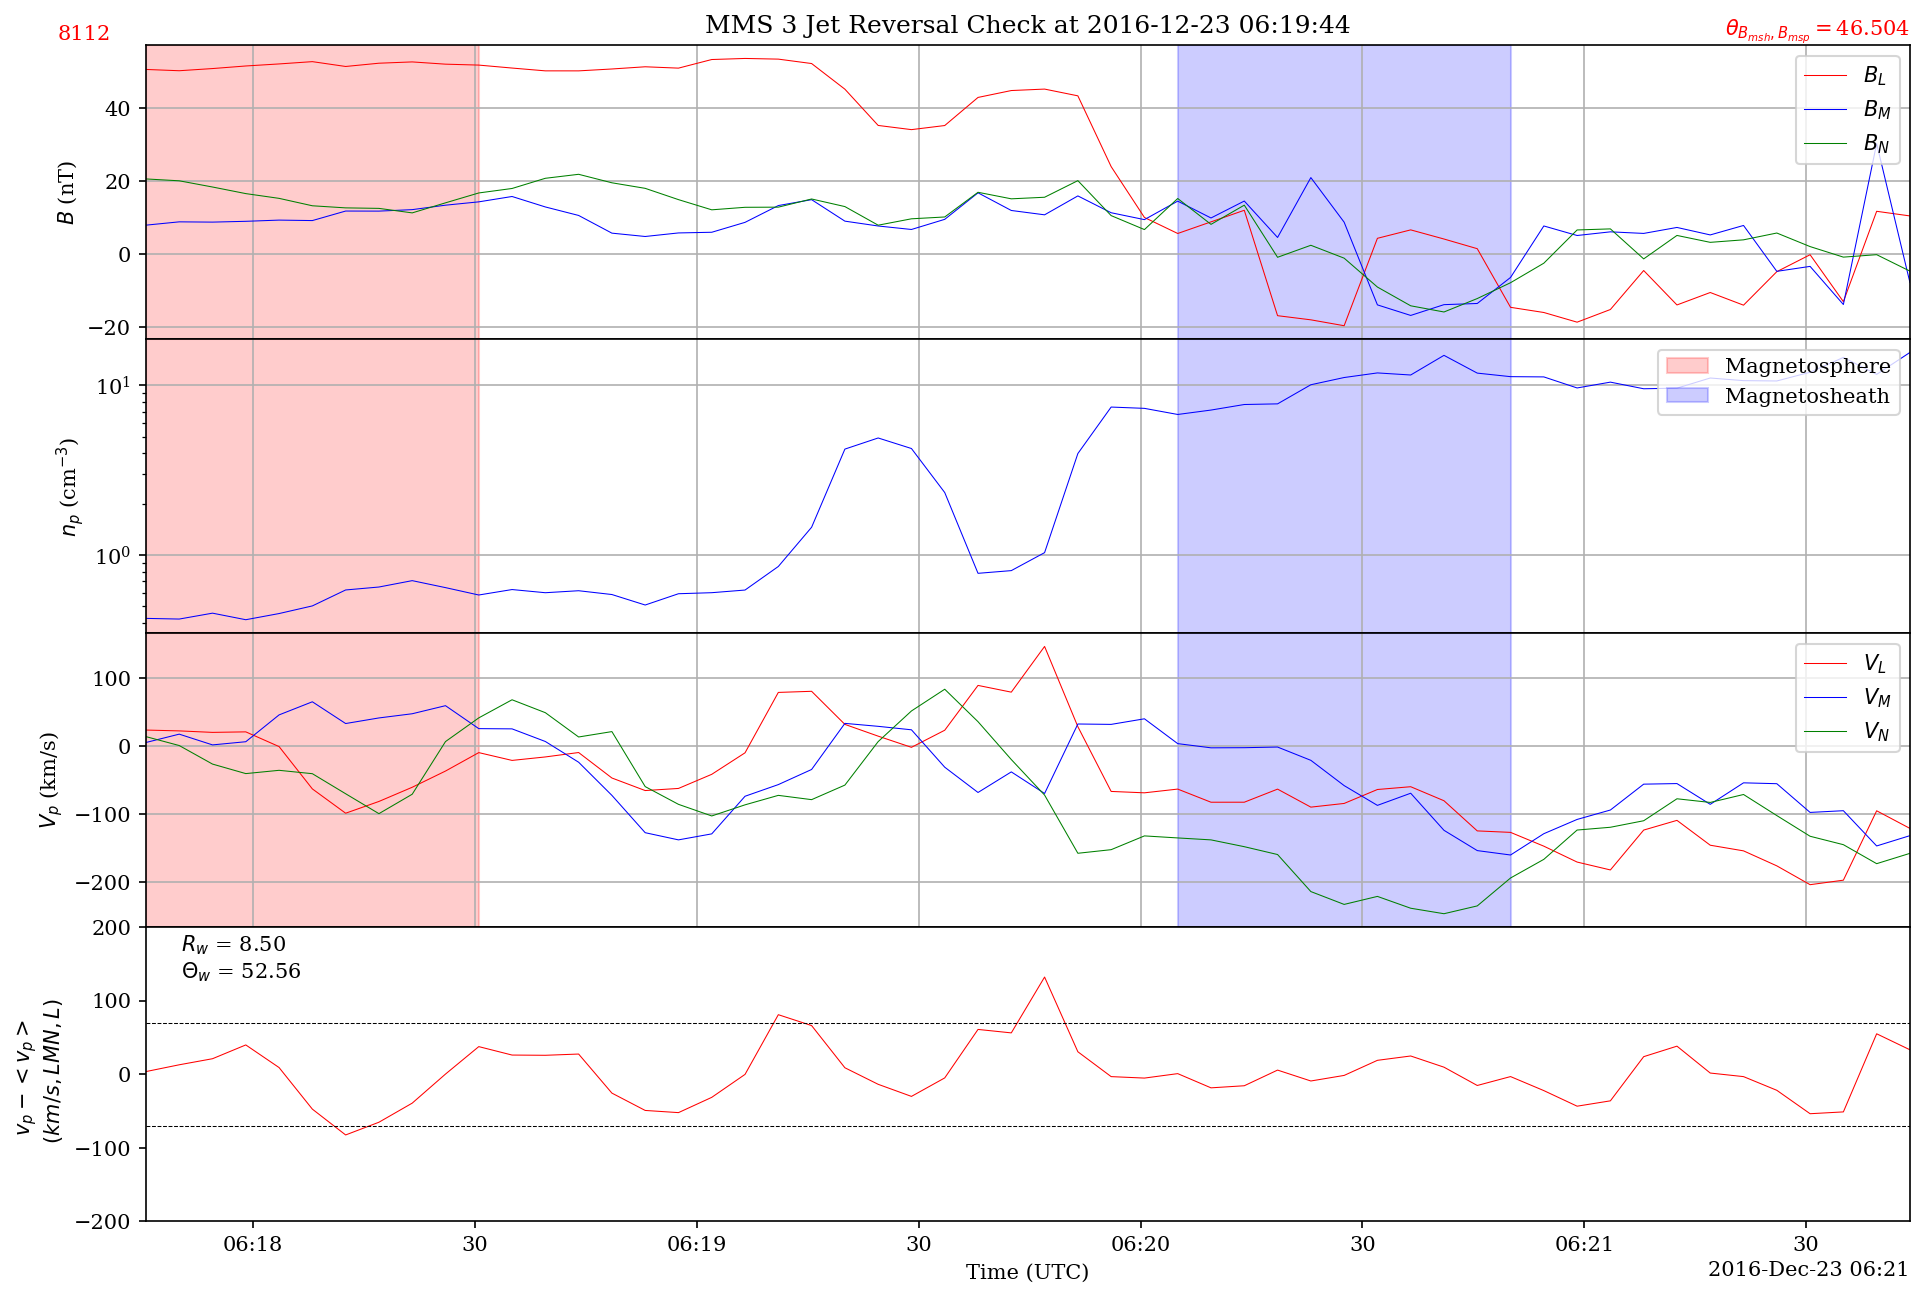 8112
MMS 3 Jet Reversal Check at 2016-12-23 06:19:44
θ_{B_{msh}, B_{msp}} = 46.504
B (nT)
40
20
0
−20
B_L
B_M
B_N
n_p (cm^{−3})
10^1
10^0
Magnetosphere
Magnetosheath
V_p (km/s)
100
0
−100
−200
V_L
V_M
V_N
v_p − <v_p>
(km/s, LMN, L)
200
100
0
−100
−200
R_w = 8.50
Θ_w = 52.56
06:18
30
06:19
30
06:20
30
06:21
30
Time (UTC)
2016-Dec-23 06:21